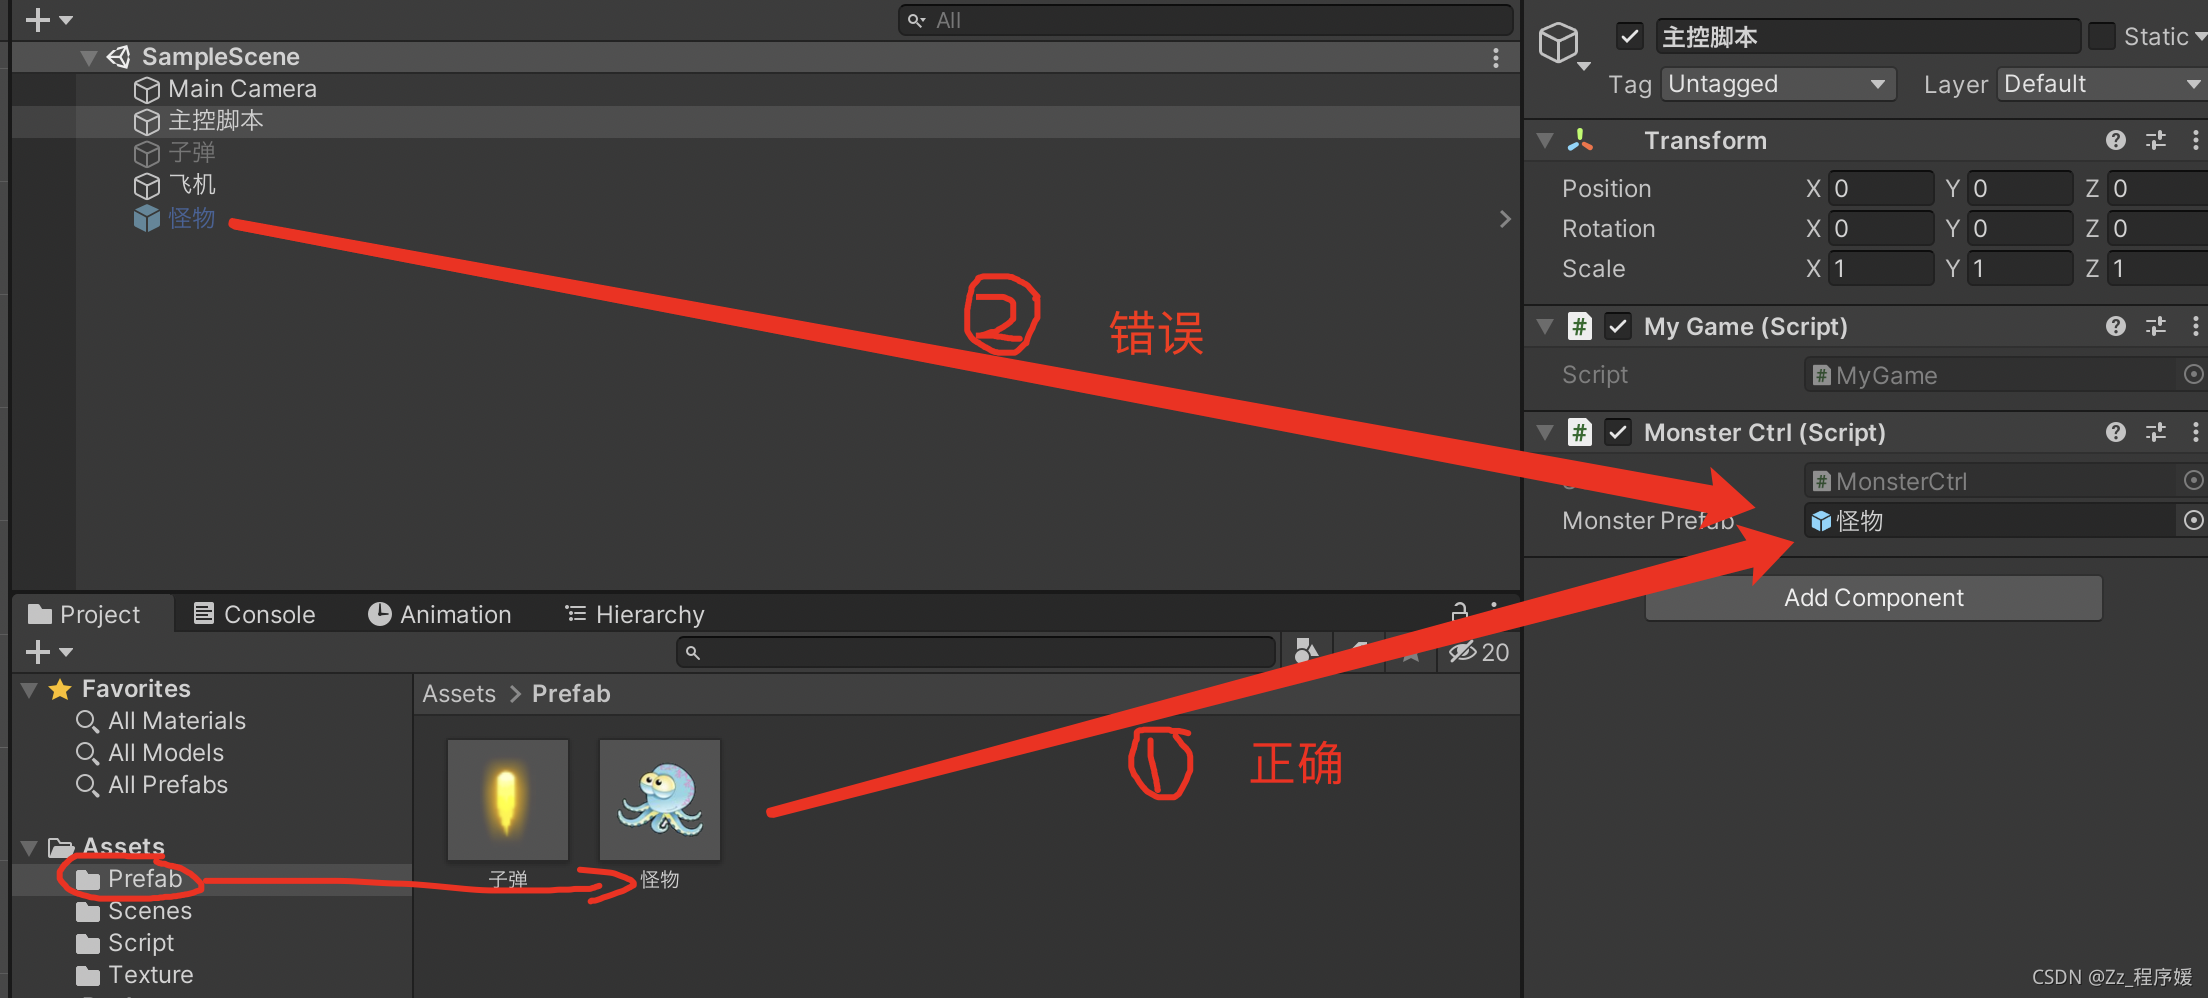 All
SampleScene
Main Camera
主控脚本
子弹
飞机
怪物
② 错误
主控脚本
Static
Tag Untagged Layer Default
Transform
Position X 0 Y 0 Z 0
Rotation X 0 Y 0 Z 0
Scale X 1 Y 1 Z 1
My Game (Script)
Script MyGame
Monster Ctrl (Script)
MonsterCtrl
Monster Prefab 怪物
Add Component
Project Console Animation Hierarchy
20
Favorites
All Materials
All Models
All Prefabs
Assets
Prefab
Scenes
Script
Texture
Assets > Prefab
子弹 怪物
① 正确
CSDN @Zz_程序媛